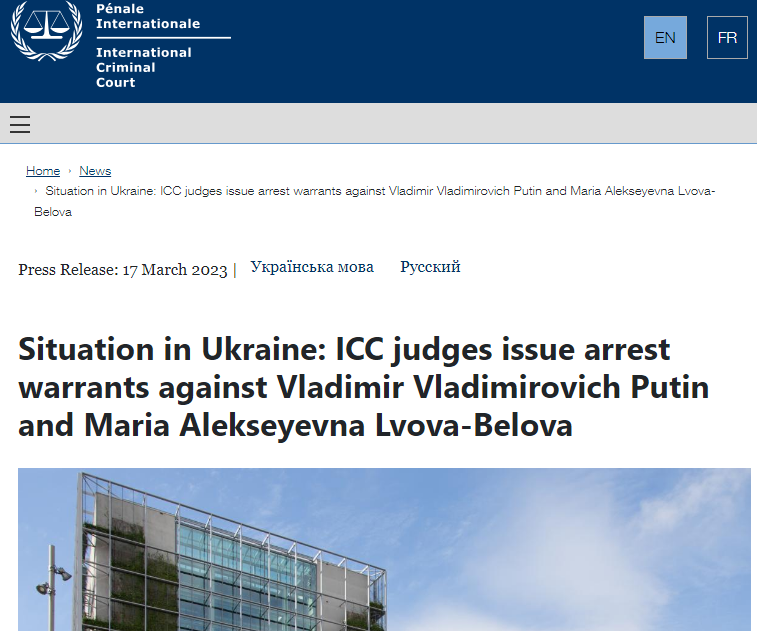 Pénale
Internationale
International
Criminal
Court
EN
FR
Home › News
› Situation in Ukraine: ICC judges issue arrest warrants against Vladimir Vladimirovich Putin and Maria Alekseyevna Lvova-
Belova
Press Release: 17 March 2023 | Українська мова Русский
Situation in Ukraine: ICC judges issue arrest
warrants against Vladimir Vladimirovich Putin
and Maria Alekseyevna Lvova-Belova